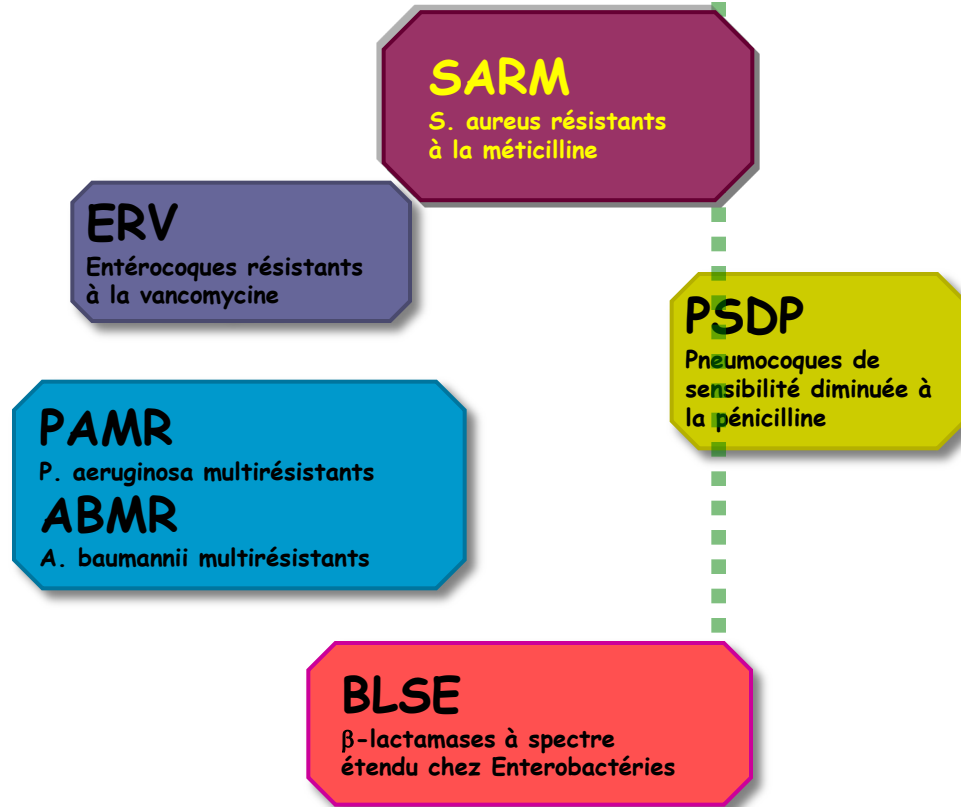 SARM
S. aureus résistants
à la méticilline
ERV
Entérocoques résistants
à la vancomycine
PSDP
Pneumocoques de
sensibilité diminuée à
la pénicilline
PAMR
P. aeruginosa multirésistants
ABMR
A. baumannii multirésistants
BLSE
β-lactamases à spectre
étendu chez Enterobactéries